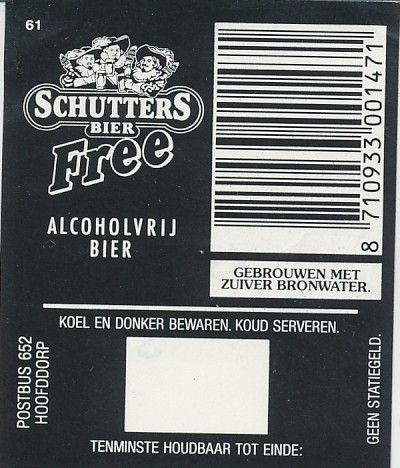 61
SCHUTTERS
BIER
Free
ALCOHOLVRIJ
BIER
8 710933 001471
GEBROUWEN MET
ZUIVER BRONWATER.
KOEL EN DONKER BEWAREN. KOUD SERVEREN.
POSTBUS 652
HOOFDDORP
GEEN STATIEGELD.
TENMINSTE HOUDBAAR TOT EINDE: